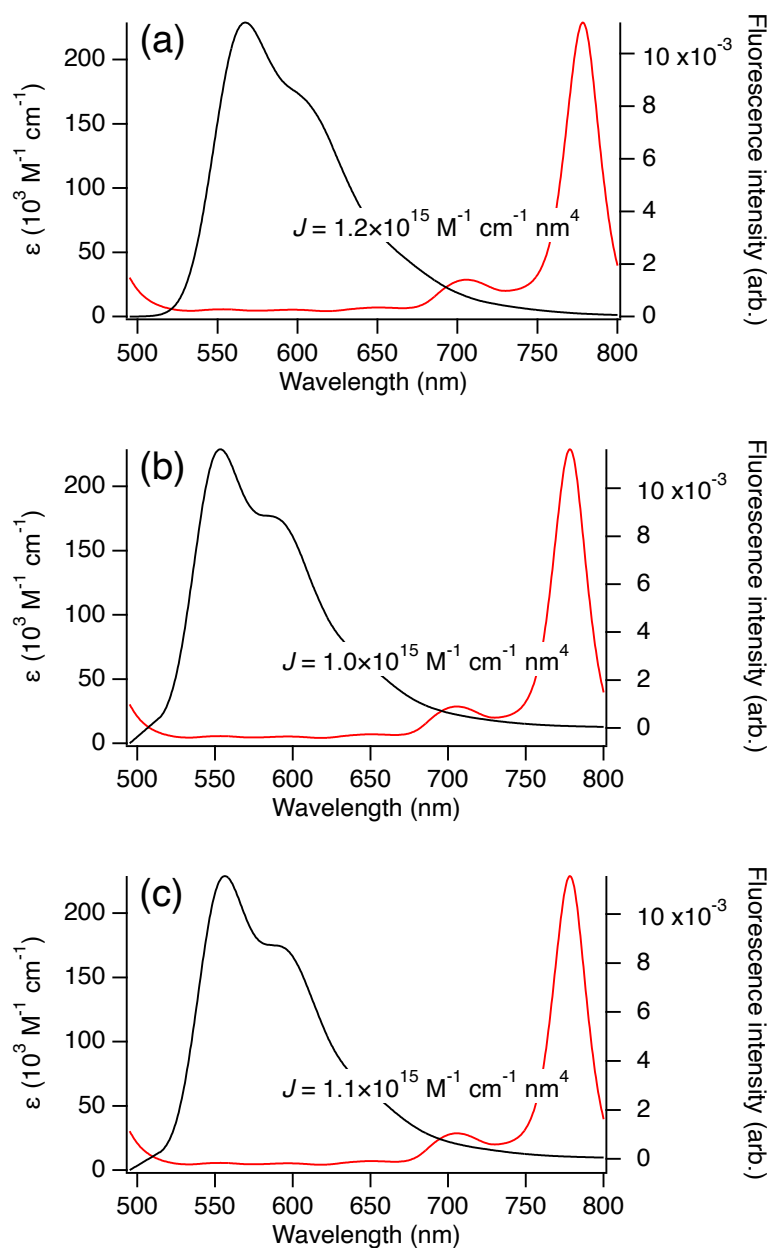 (a)
200
150
100
50
0
ε (10³ M⁻¹ cm⁻¹)
J = 1.2×10¹⁵ M⁻¹ cm⁻¹ nm⁴
10 x10⁻³
8
6
4
2
0
Fluorescence intensity (arb.)
500 550 600 650 700 750 800
Wavelength (nm)
(b)
200
150
100
50
0
ε (10³ M⁻¹ cm⁻¹)
J = 1.0×10¹⁵ M⁻¹ cm⁻¹ nm⁴
10 x10⁻³
8
6
4
2
0
Fluorescence intensity (arb.)
500 550 600 650 700 750 800
Wavelength (nm)
(c)
200
150
100
50
0
ε (10³ M⁻¹ cm⁻¹)
J = 1.1×10¹⁵ M⁻¹ cm⁻¹ nm⁴
10 x10⁻³
8
6
4
2
0
Fluorescence intensity (arb.)
500 550 600 650 700 750 800
Wavelength (nm)